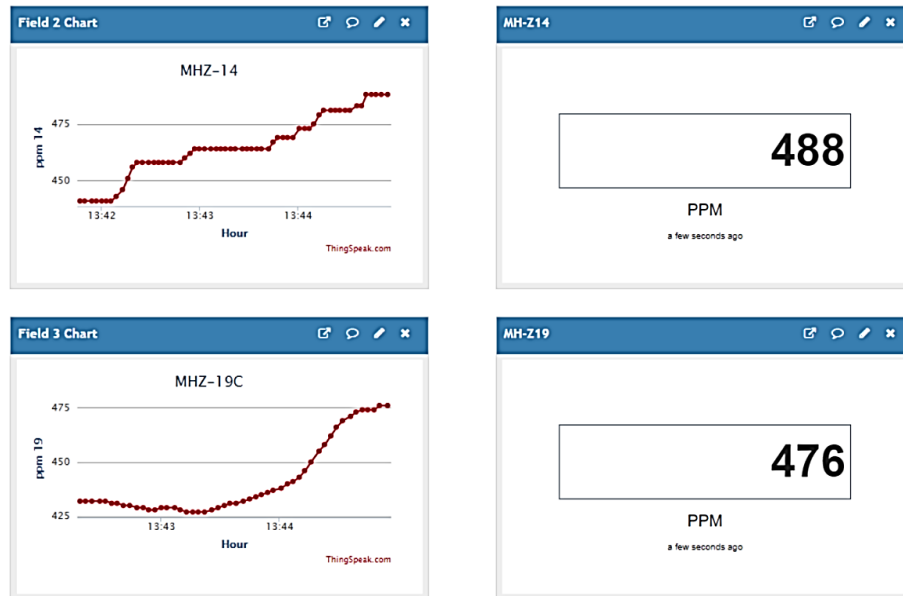 Field 2 Chart
MHZ-14
ppm 14
475
450
13:42 13:43 13:44
Hour
ThingSpeak.com
MH-Z14
488
PPM
a few seconds ago
Field 3 Chart
MHZ-19C
ppm 19
475
450
425
13:43 13:44
Hour
ThingSpeak.com
MH-Z19
476
PPM
a few seconds ago